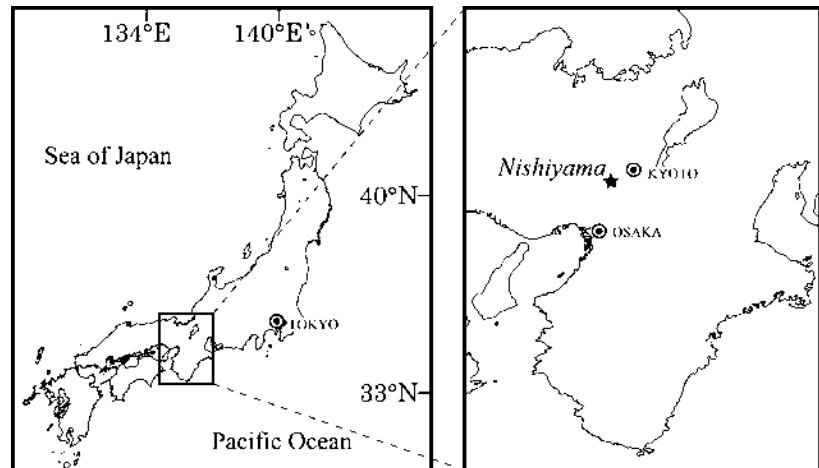 134°E 140°E
Sea of Japan
40°N
TOKYO
33°N
Pacific Ocean
Nishiyama
KYOTO
OSAKA